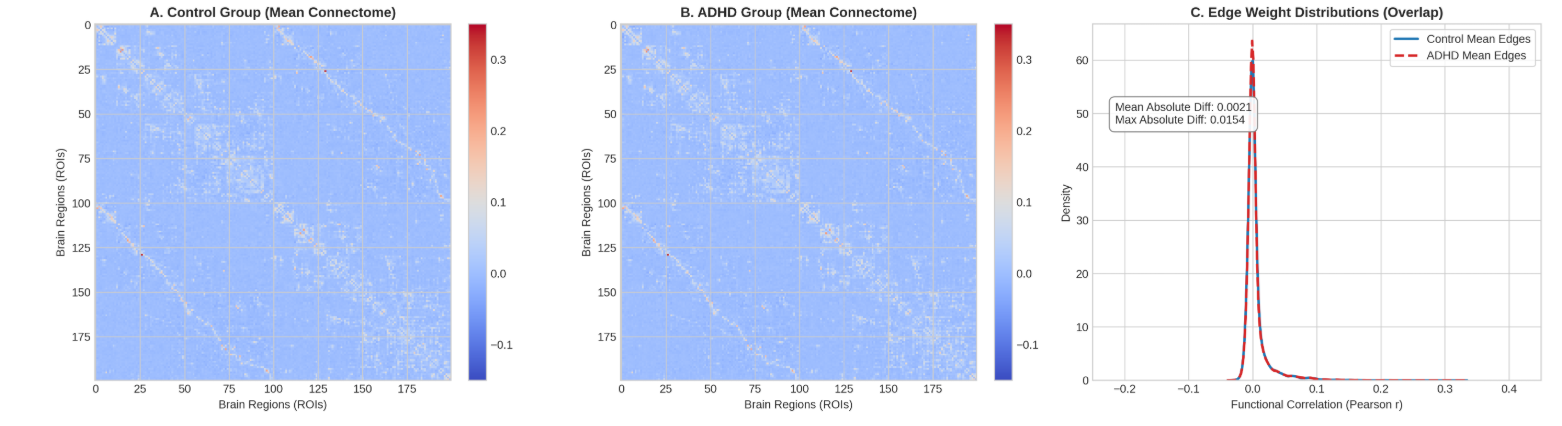 A. Control Group (Mean Connectome)
0
25
50
75
100
125
150
175
Brain Regions (ROIs)
0 25 50 75 100 125 150 175
Brain Regions (ROIs)
0.3
0.2
0.1
0.0
−0.1
B. ADHD Group (Mean Connectome)
0
25
50
75
100
125
150
175
Brain Regions (ROIs)
0 25 50 75 100 125 150 175
Brain Regions (ROIs)
0.3
0.2
0.1
0.0
−0.1
C. Edge Weight Distributions (Overlap)
Control Mean Edges
ADHD Mean Edges
Mean Absolute Diff: 0.0021
Max Absolute Diff: 0.0154
60
50
40
30
20
10
0
Density
−0.2 −0.1 0.0 0.1 0.2 0.3 0.4
Functional Correlation (Pearson r)